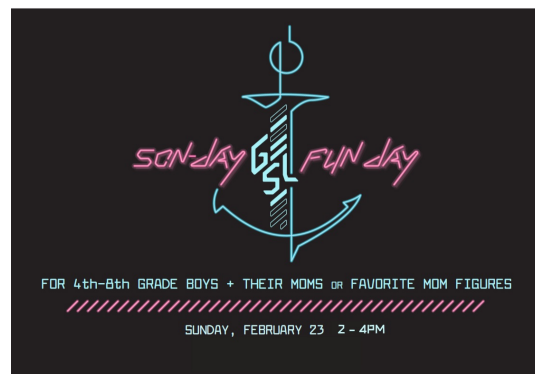 SON-DAY GSL FUN DAY
FOR 4th-8th GRADE BOYS + THEIR MOMS OR FAVORITE MOM FIGURES
SUNDAY, FEBRUARY 23 2 - 4PM